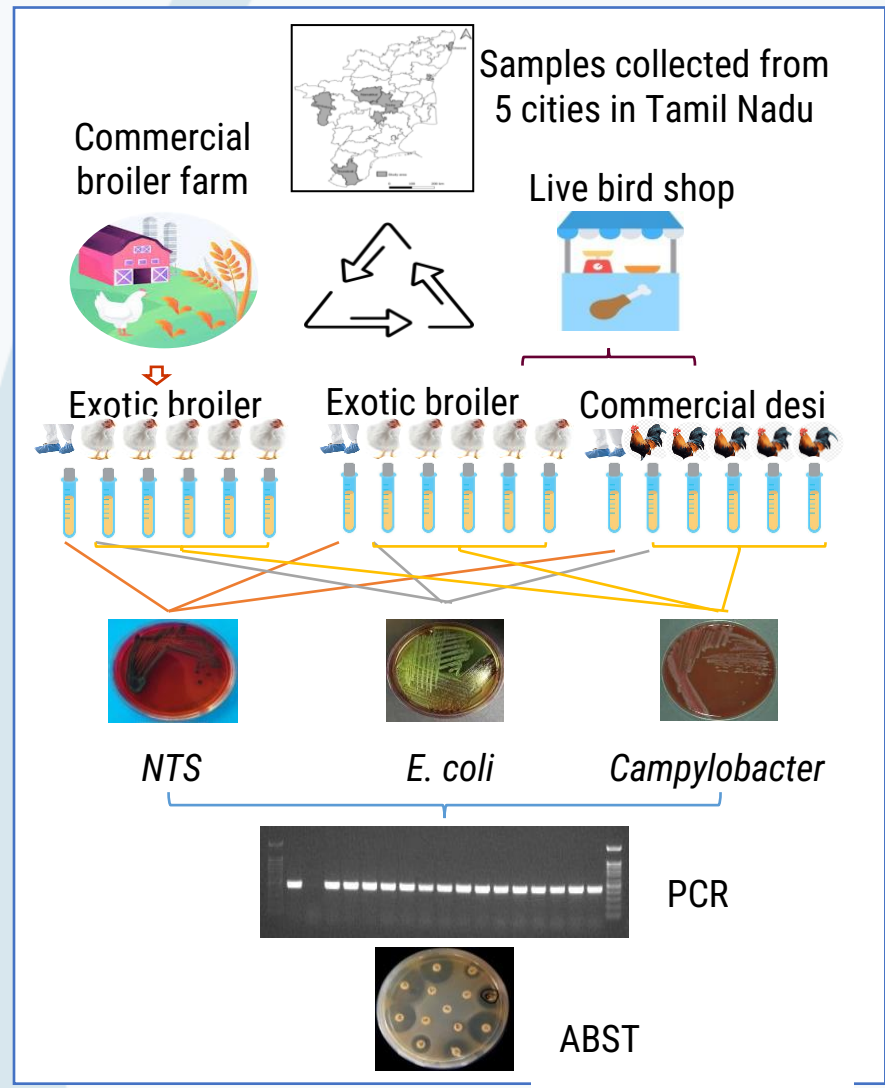 Samples collected from
5 cities in Tamil Nadu
Commercial
broiler farm
Live bird shop
Exotic broiler
Exotic broiler
Commercial desi
NTS
E. coli
Campylobacter
PCR
ABST